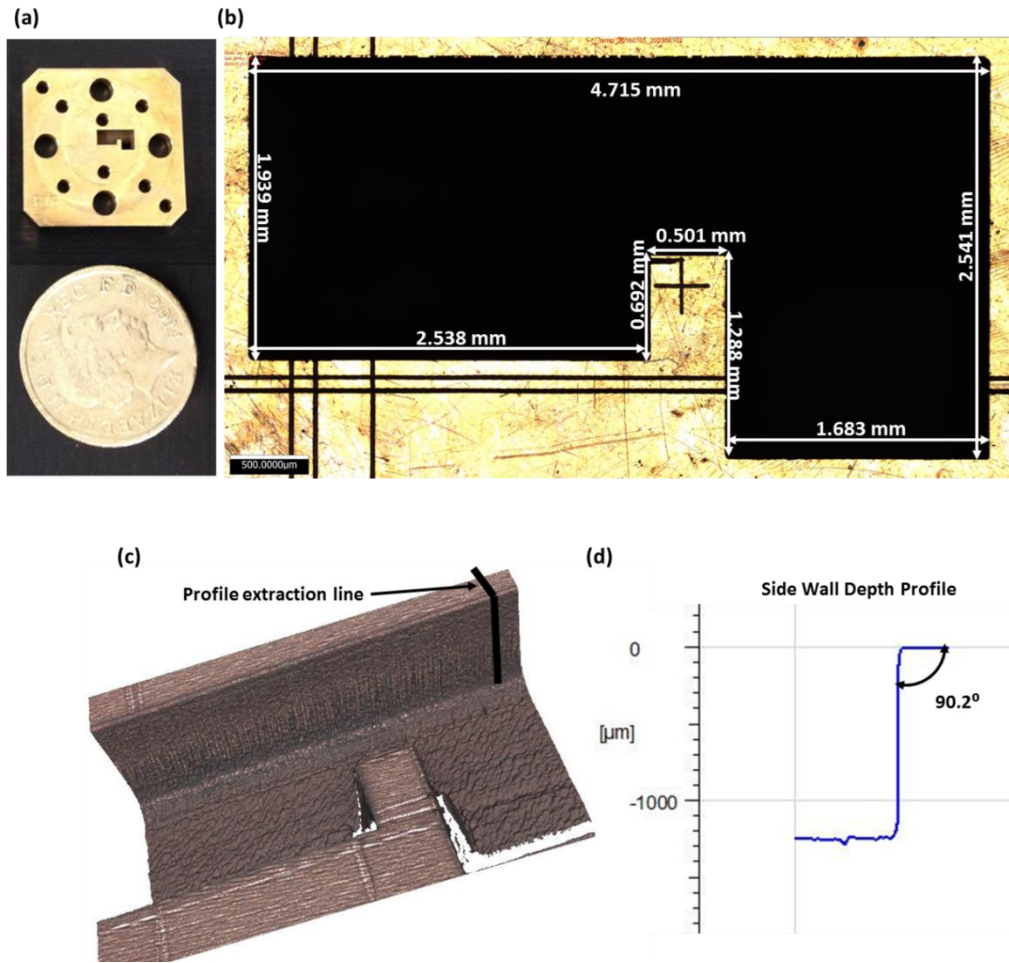 (a)
(b)
4.715 mm
1.939 mm
2.541 mm
0.501 mm
0.692 mm
1.288 mm
2.538 mm
1.683 mm
500.0000µm
(c)
Profile extraction line
(d)
Side Wall Depth Profile
0
90.2⁰
[µm]
-1000